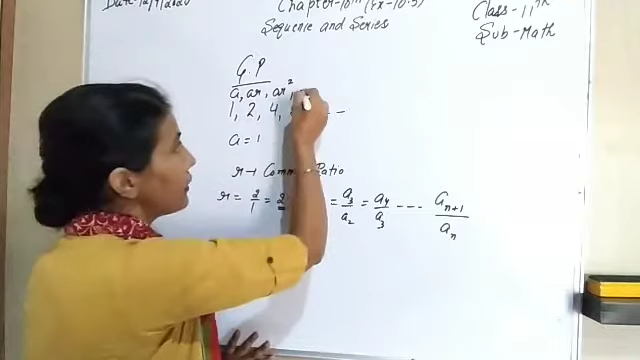 Chapter-10th (Ex-10.3)
Class-11th
Sequence and Series
Sub-Math
G.P
a, ar, ar²,
1, 2, 4,
a = 1
r → Common Ratio
r = 2/1 = 2 = a₃/a₂ = a₄/a₃ ---- aₙ₊₁/aₙ